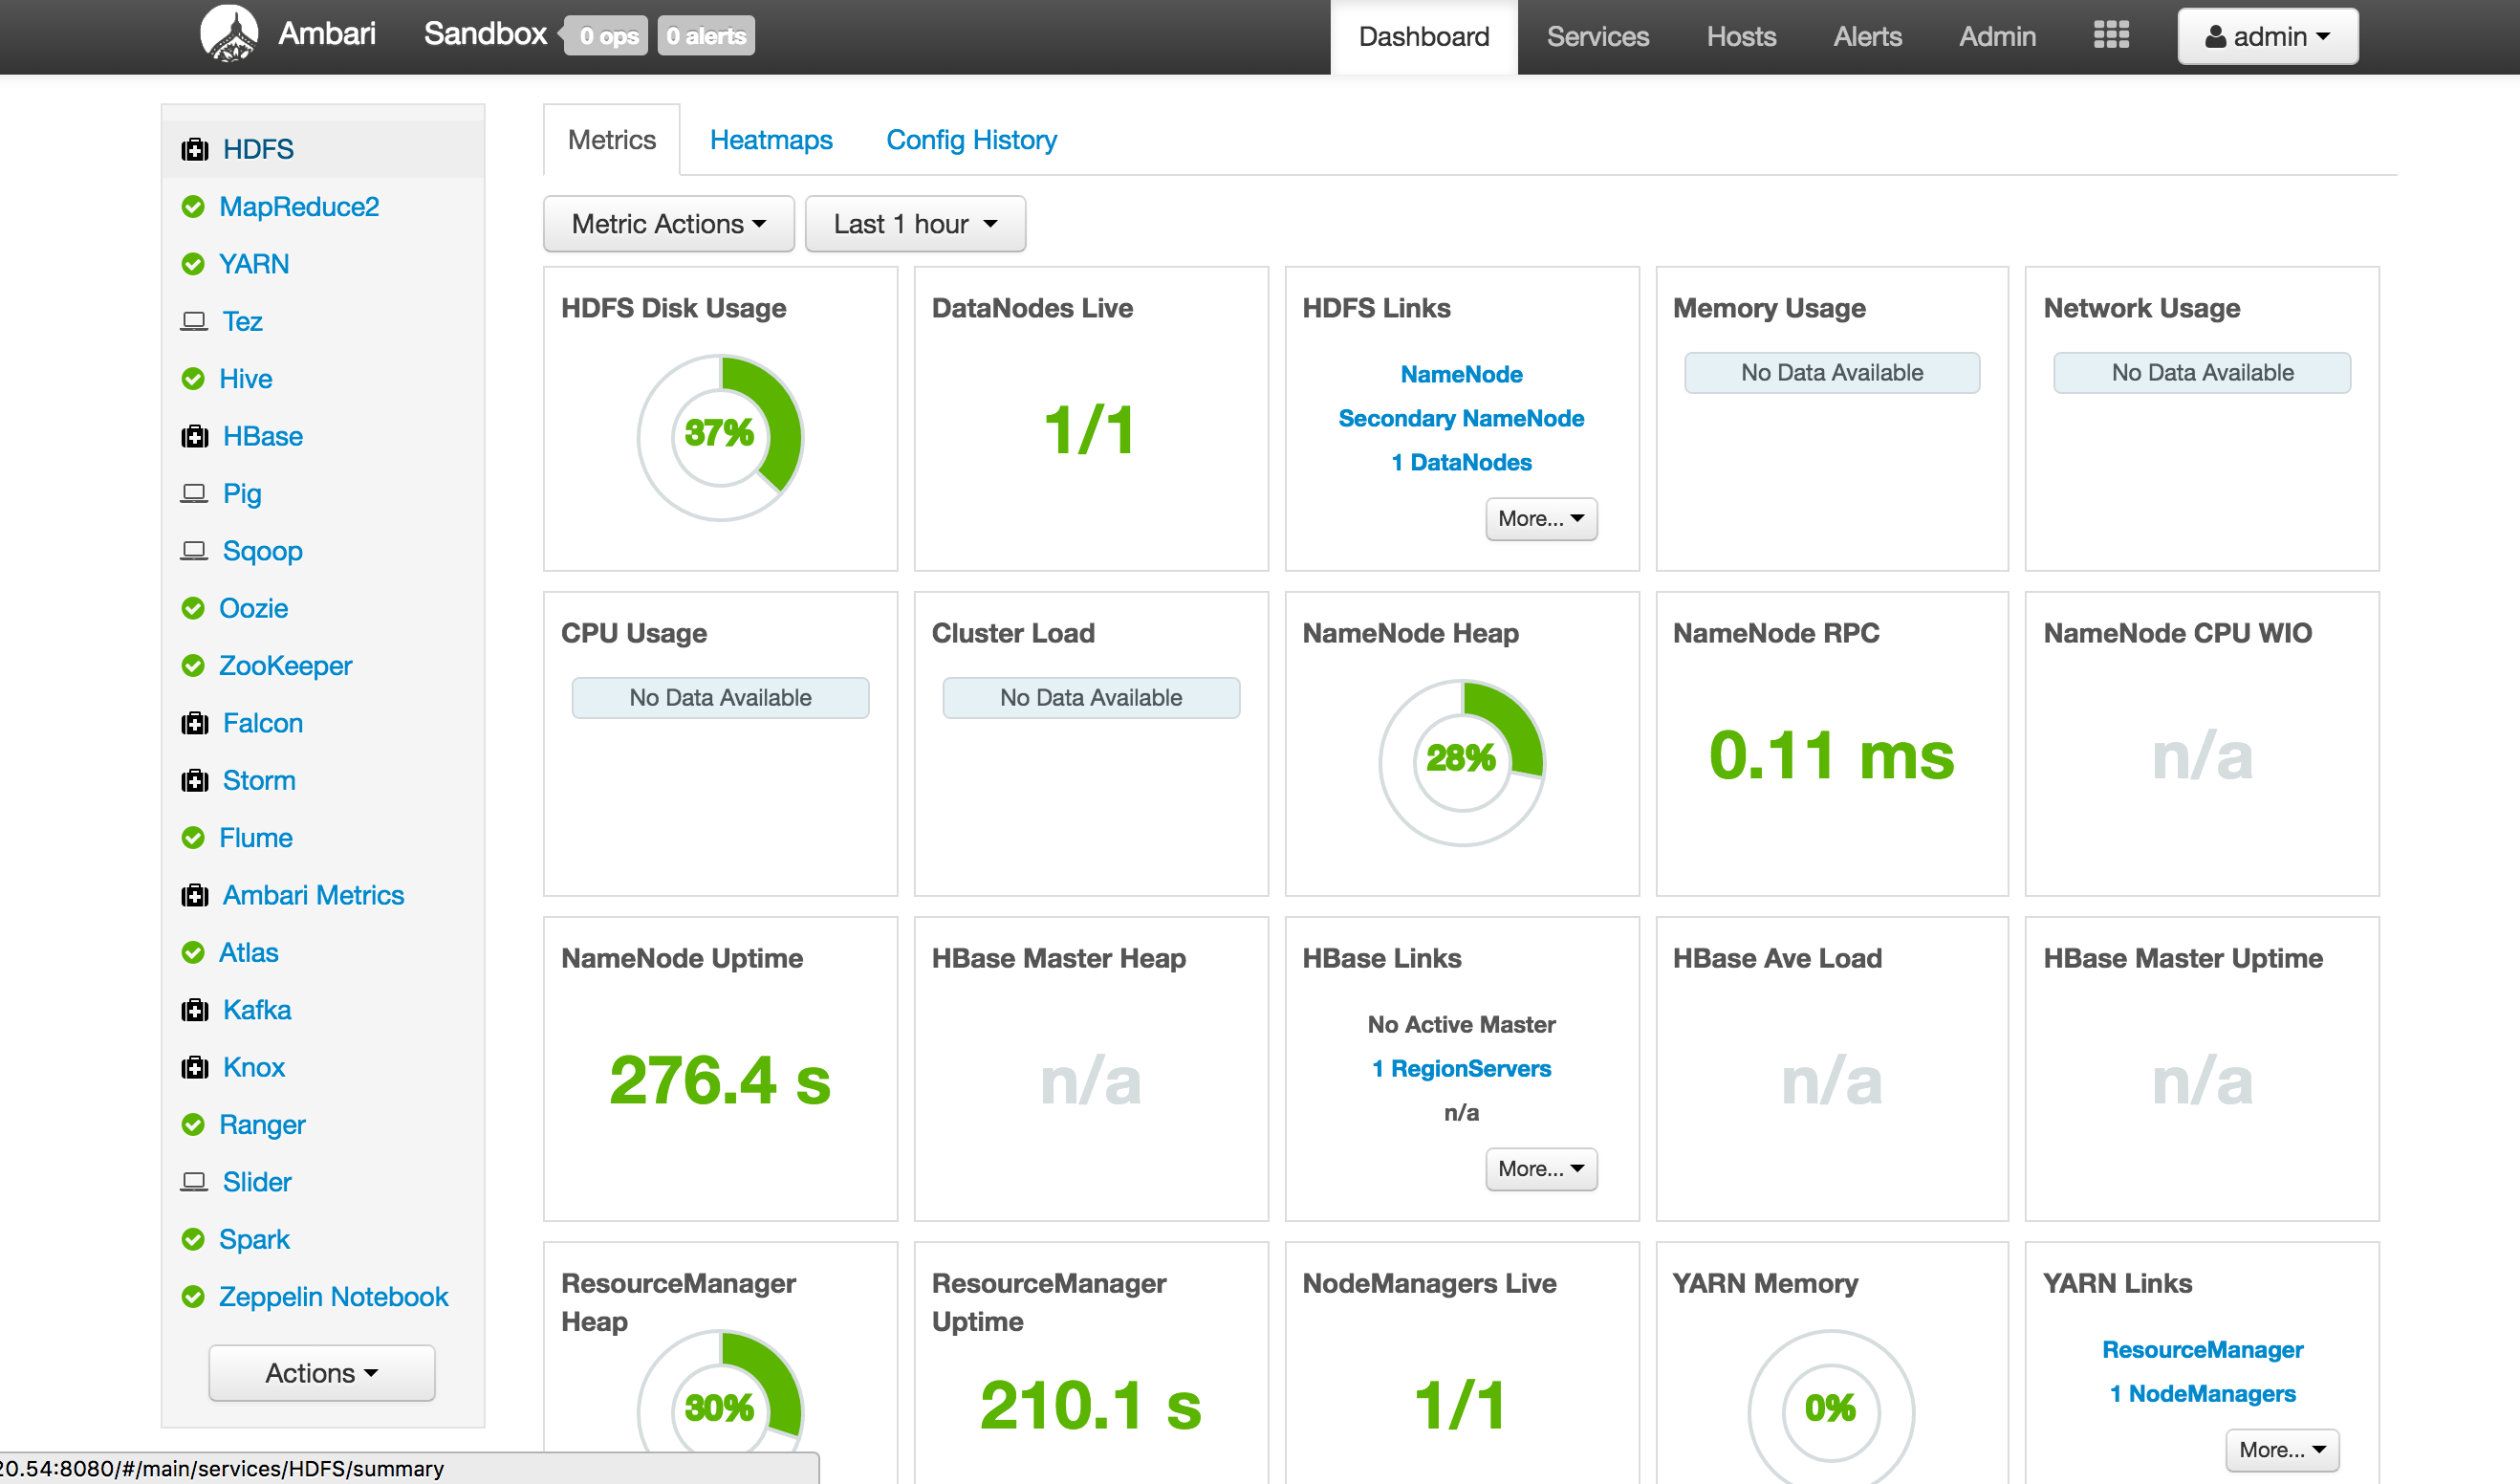 Ambari Sandbox 0 ops 0 alerts Dashboard Services Hosts Alerts Admin admin
HDFS
MapReduce2
YARN
Tez
Hive
HBase
Pig
Sqoop
Oozie
ZooKeeper
Falcon
Storm
Flume
Ambari Metrics
Atlas
Kafka
Knox
Ranger
Slider
Spark
Zeppelin Notebook
Actions
Metrics Heatmaps Config History
Metric Actions Last 1 hour
HDFS Disk Usage
37%
DataNodes Live
1/1
HDFS Links
NameNode
Secondary NameNode
1 DataNodes
More...
Memory Usage
No Data Available
Network Usage
No Data Available
CPU Usage
No Data Available
Cluster Load
No Data Available
NameNode Heap
28%
NameNode RPC
0.11 ms
NameNode CPU WIO
n/a
NameNode Uptime
276.4 s
HBase Master Heap
n/a
HBase Links
No Active Master
1 RegionServers
n/a
More...
HBase Ave Load
n/a
HBase Master Uptime
n/a
ResourceManager
Heap
30%
ResourceManager
Uptime
210.1 s
NodeManagers Live
1/1
YARN Memory
0%
YARN Links
ResourceManager
1 NodeManagers
More...
20.54:8080/#/main/services/HDFS/summary